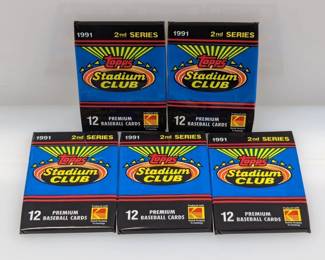 1991 2nd SERIES
Topps
Stadium
CLUB
12 PREMIUM
BASEBALL CARDS
1991 2nd SERIES
Topps
Stadium
CLUB
12 PREMIUM
BASEBALL CARDS
1991 2nd SERIES
Topps
Stadium
CLUB
12 PREMIUM
BASEBALL CARDS
1991 2nd SERIES
Topps
Stadium
CLUB
12 PREMIUM
BASEBALL CARDS
1991 2nd SERIES
Topps
Stadium
CLUB
12 PREMIUM
BASEBALL CARDS